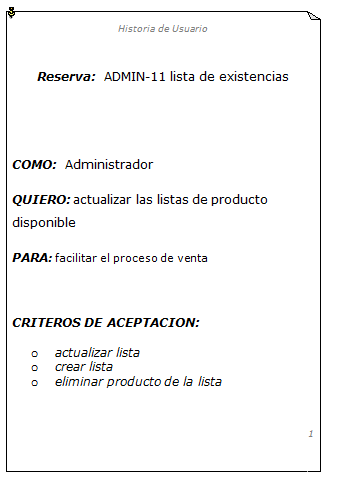 Historia de Usuario
Reserva: ADMIN-11 lista de existencias
COMO: Administrador
QUIERO: actualizar las listas de producto
disponible
PARA: facilitar el proceso de venta
CRITEROS DE ACEPTACION:
o actualizar lista
o crear lista
o eliminar producto de la lista
1